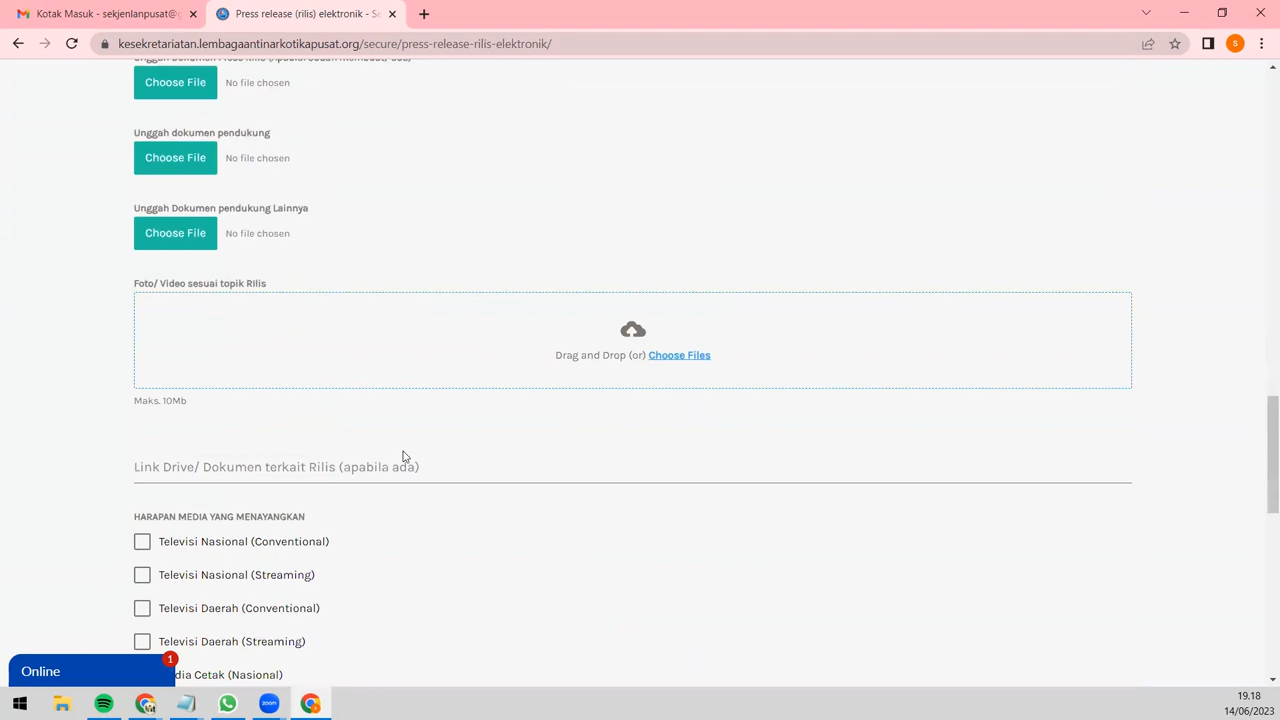 Kotak Masuk - sekjenlanpusat@g
Press release (rilis) elektronik - Se
kesekretariatan.lembagaantinarkotikapusat.org/secure/press-release-rilis-elektronik/
S
Choose File
No file chosen
Unggah dokumen pendukung
Choose File
No file chosen
Unggah Dokumen pendukung Lainnya
Choose File
No file chosen
Foto/ Video sesuai topik RIlis
Drag and Drop (or) Choose Files
Maks. 10Mb
Link Drive/ Dokumen terkait Rilis (apabila ada)
HARAPAN MEDIA YANG MENAYANGKAN
Televisi Nasional (Conventional)
Televisi Nasional (Streaming)
Televisi Daerah (Conventional)
Televisi Daerah (Streaming)
Cetak (Nasional)
Online
1
zoom
19.18
14/06/2023